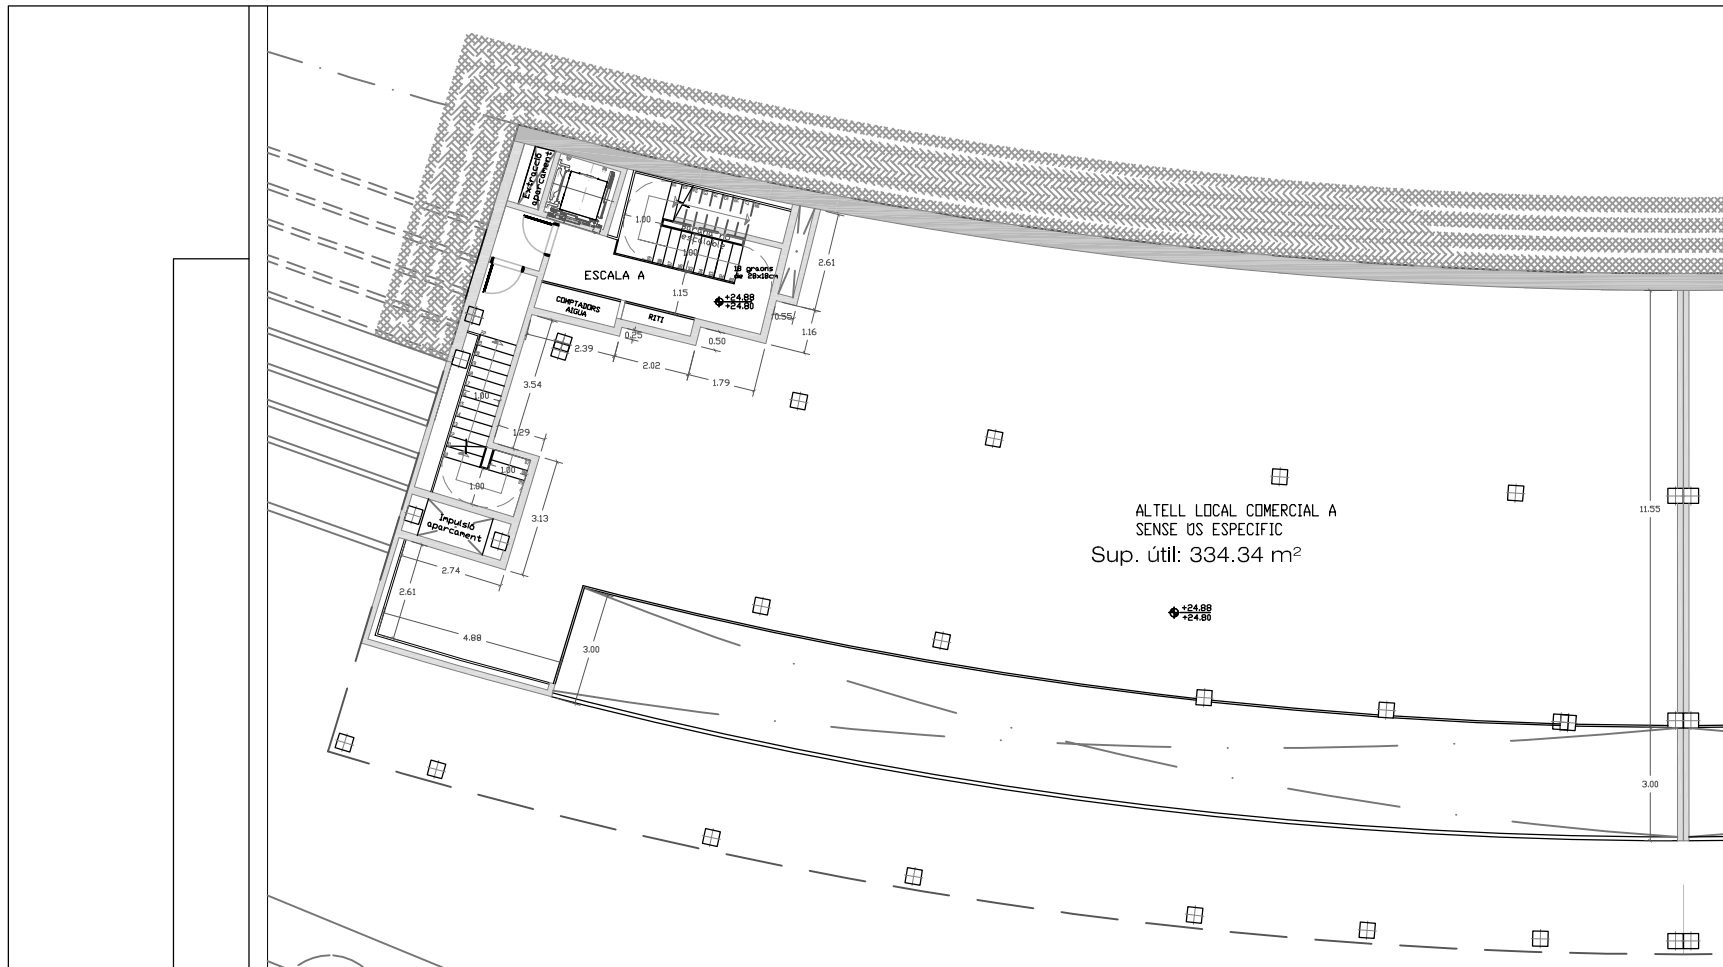 Extracció
aparcament
1.00
escalable
1.00
18 graons
de 28x18cm
2.61
ESCALA A
1.15
+24.88
+24.80
COMPTADORS
AIGUA
RITI
0.55
1.16
0.25
0.50
2.39
2.02
1.79
3.54
1.00
1.29
1.00
1.00
3.13
Impulsió
aparcament
2.74
2.61
4.88
3.00
ALTELL LOCAL COMERCIAL A
SENSE ÚS ESPECIFIC
Sup. útil: 334.34 m²
+24.88
+24.80
11.55
3.00